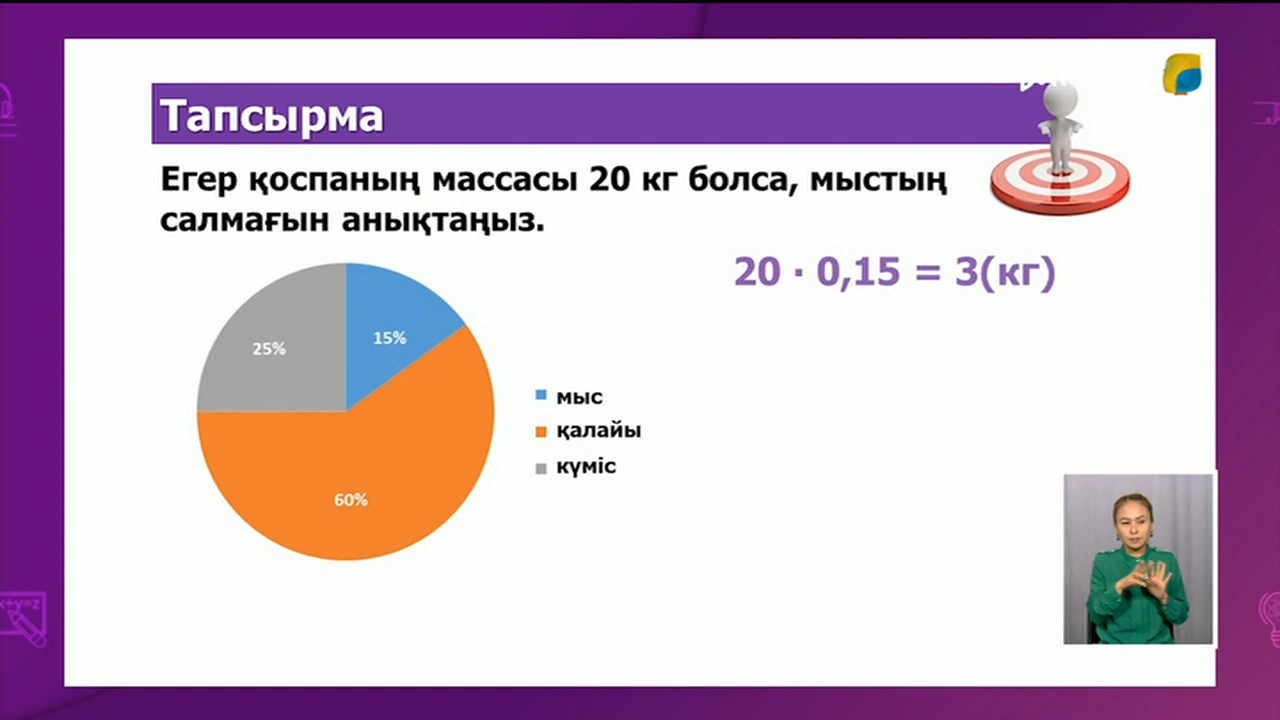 Тапсырма
Егер қоспаның массасы 20 кг болса, мыстың
салмағын анықтаңыз.
20 · 0,15 = 3(кг)
15%
25%
60%
мыс
қалайы
күміс
x+y=z